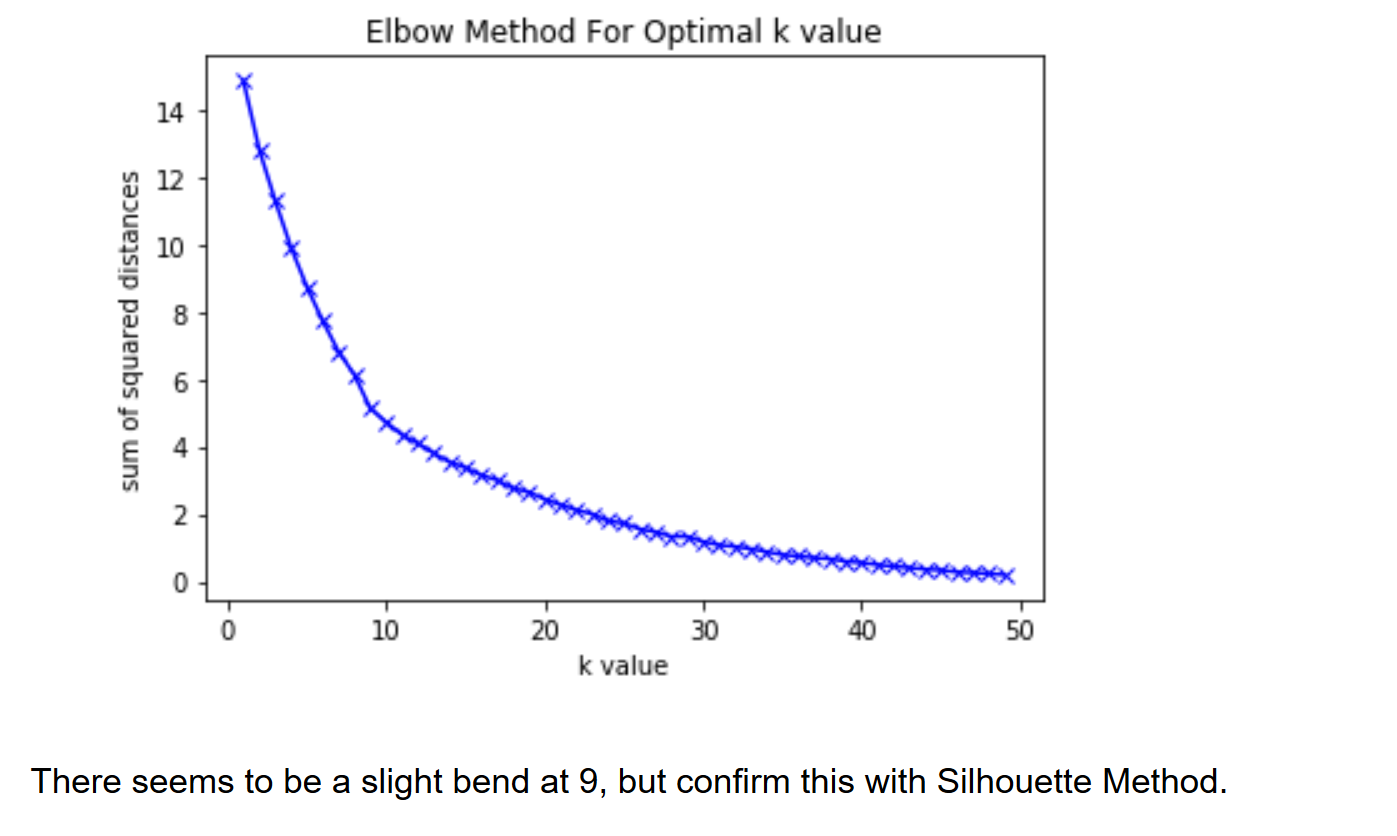 Elbow Method For Optimal k value
sum of squared distances
14
12
10
8
6
4
2
0
0 10 20 30 40 50
k value
There seems to be a slight bend at 9, but confirm this with Silhouette Method.